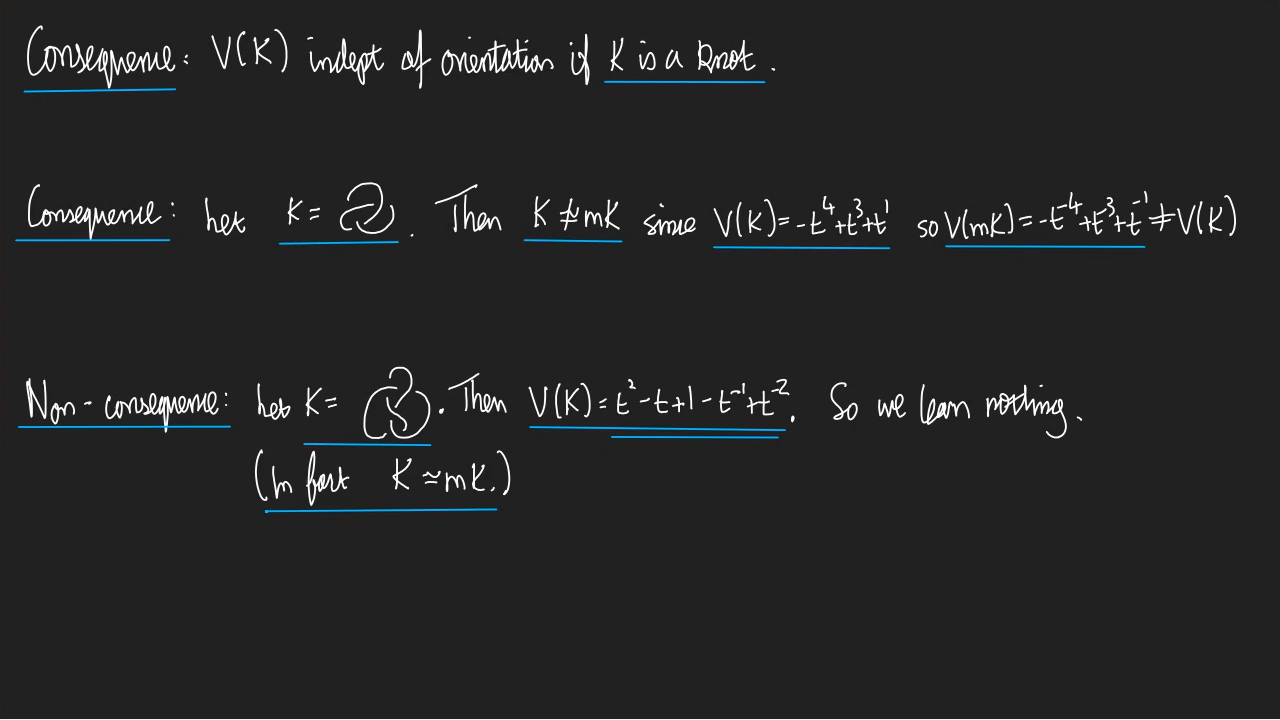 Consequence: V(K) indept of orientation if K is a knot.
Consequence: Let K = . Then K ≄ mK since V(K) = -t⁴+t³+t¹ so V(mK) = -t⁻⁴+t³+t⁻¹ ≠ V(K)
Non-consequence: Let K = . Then V(K) = t²-t+1-t⁻¹+t⁻². So we learn nothing.
(In fact K ≃ mK.)